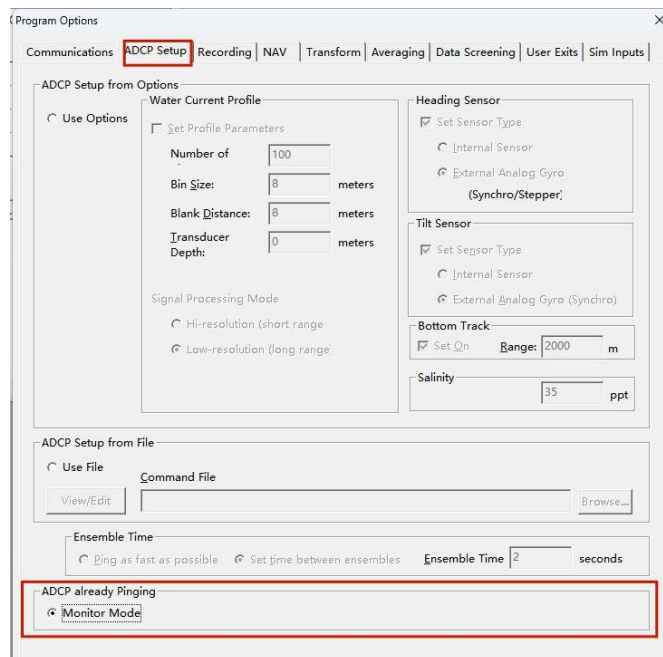 Program Options
Communications ADCP Setup Recording NAV Transform Averaging Data Screening User Exits Sim Inputs
ADCP Setup from Options
Use Options
Water Current Profile
Set Profile Parameters
Number of 100
Bin Size: 8 meters
Blank Distance: 8 meters
Transducer
Depth: 0 meters
Signal Processing Mode
Hi-resolution (short range
Low-resolution (long range)
Heading Sensor
Set Sensor Type
Internal Sensor
External Analog Gyro
(Synchro/Stepper)
Tilt Sensor
Set Sensor Type
Internal Sensor
External Analog Gyro (Synchro)
Bottom Track
Set On Range: 2000 m
Salinity
35 ppt
ADCP Setup from File
Use File
Command File
View/Edit Browse...
Ensemble Time
Ping as fast as possible Set time between ensembles Ensemble Time 2 seconds
ADCP already Pinging
Monitor Mode